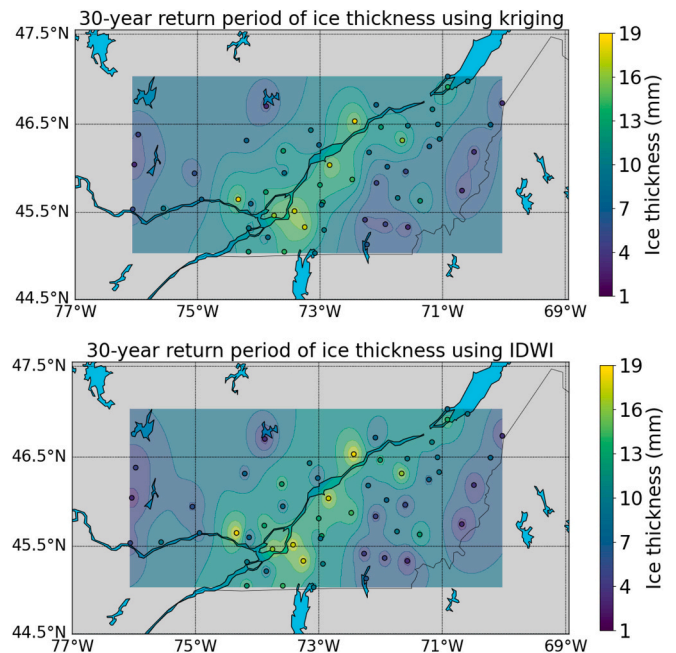 30-year return period of ice thickness using kriging
47.5°N
46.5°N
45.5°N
44.5°N
77°W
75°W
73°W
71°W
69°W
19
16
13
10
7
4
1
Ice thickness (mm)
30-year return period of ice thickness using IDWI
47.5°N
46.5°N
45.5°N
44.5°N
77°W
75°W
73°W
71°W
69°W
19
16
13
10
7
4
1
Ice thickness (mm)